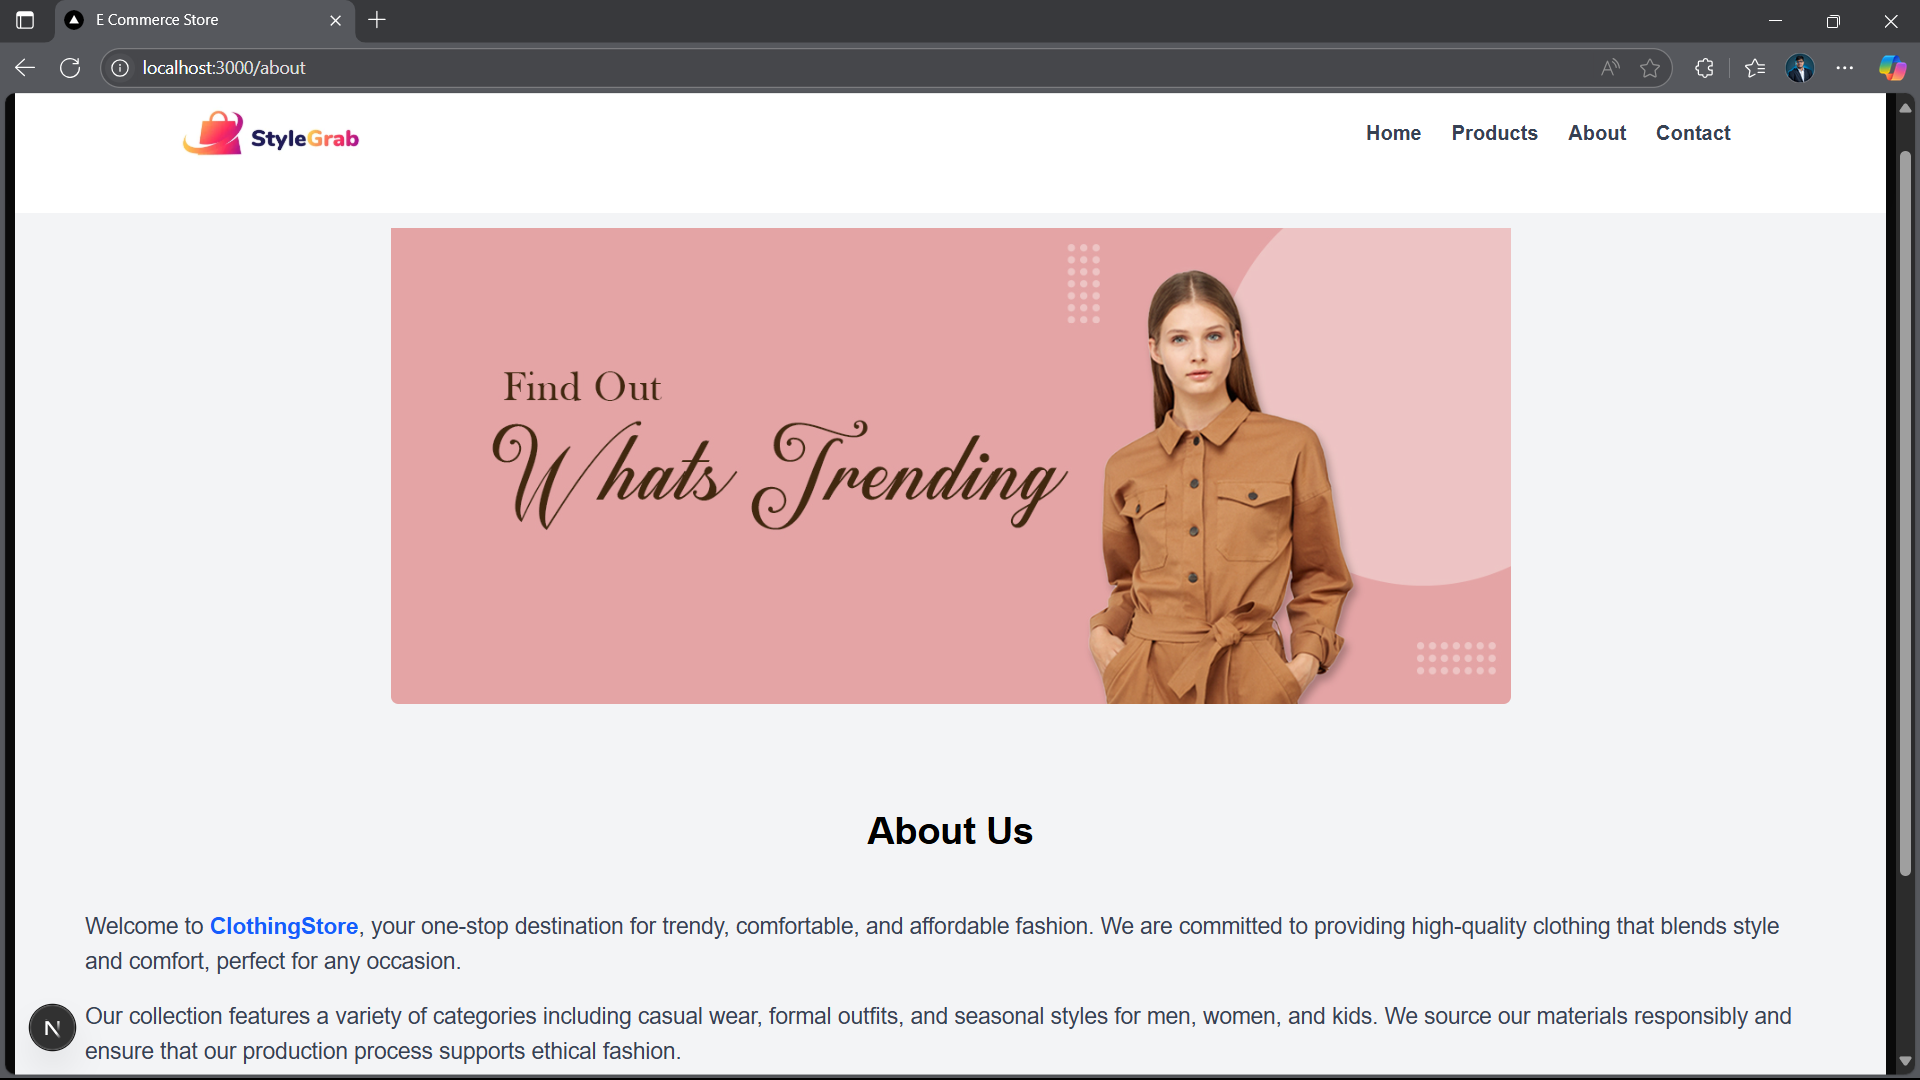 E Commerce Store
localhost:3000/about
StyleGrab
Home Products About Contact
Find Out
Whats Trending
About Us
Welcome to ClothingStore, your one-stop destination for trendy, comfortable, and affordable fashion. We are committed to providing high-quality clothing that blends style
and comfort, perfect for any occasion.
Our collection features a variety of categories including casual wear, formal outfits, and seasonal styles for men, women, and kids. We source our materials responsibly and
ensure that our production process supports ethical fashion.
N